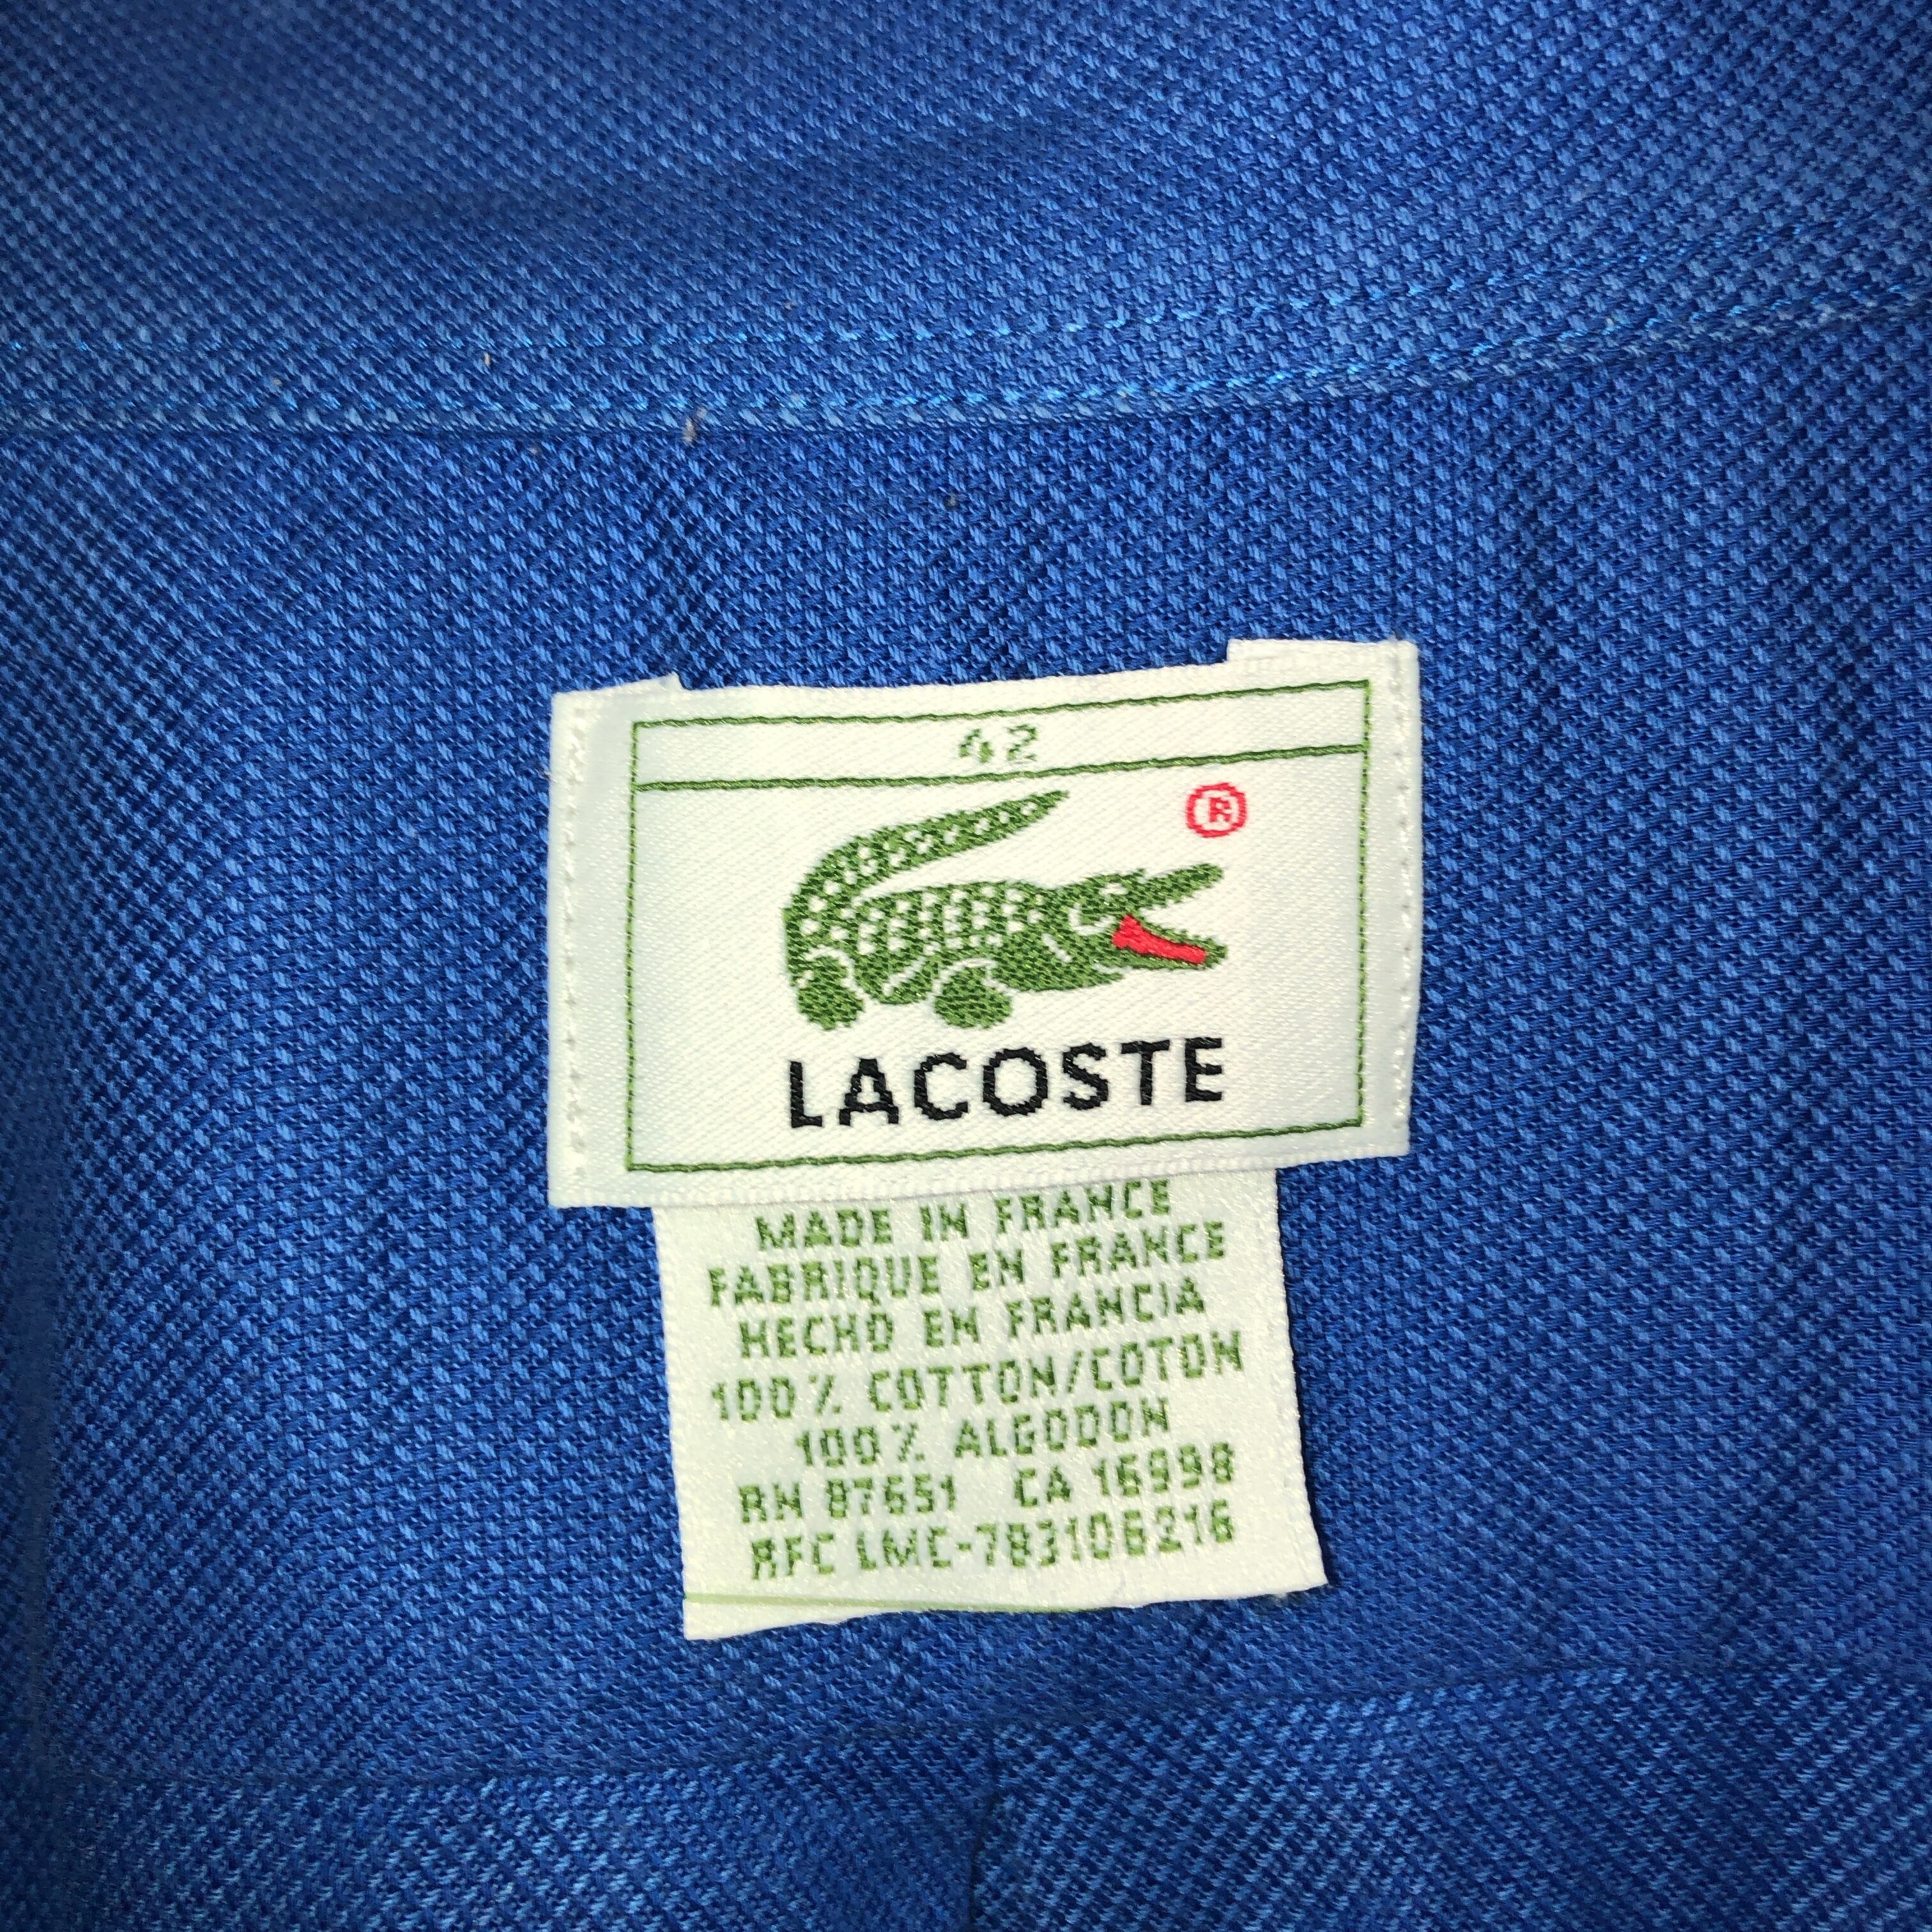 42
®
LACOSTE
MADE IN FRANCE
FABRIQUE EN FRANCE
HECHO EN FRANCIA
100% COTTON/COTON
100% ALGODON
RN 87651 CA 16998
RFC LMC-783106216